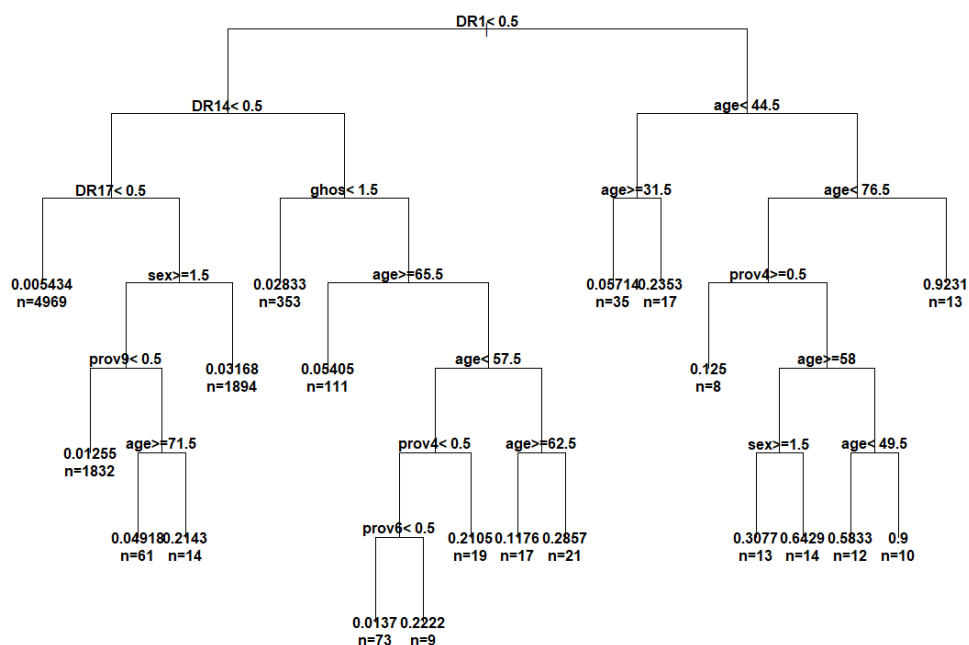 DR1< 0.5
DR14< 0.5
age< 44.5
DR17< 0.5
ghos< 1.5
age>=31.5
age< 76.5
0.005434
n=4969
sex>=1.5
0.02833
n=353
age>=65.5
0.05714
n=35
0.2353
n=17
prov4>=0.5
0.9231
n=13
prov9< 0.5
0.03168
n=1894
0.05405
n=111
age< 57.5
0.125
n=8
age>=58
0.01255
n=1832
age>=71.5
prov4< 0.5
age>=62.5
sex>=1.5
age< 49.5
0.04918
n=61
0.2143
n=14
prov6< 0.5
0.2105
n=19
0.1176
n=17
0.2857
n=21
0.3077
n=13
0.6429
n=14
0.5833
n=12
0.9
n=10
0.0137
n=73
0.2222
n=9